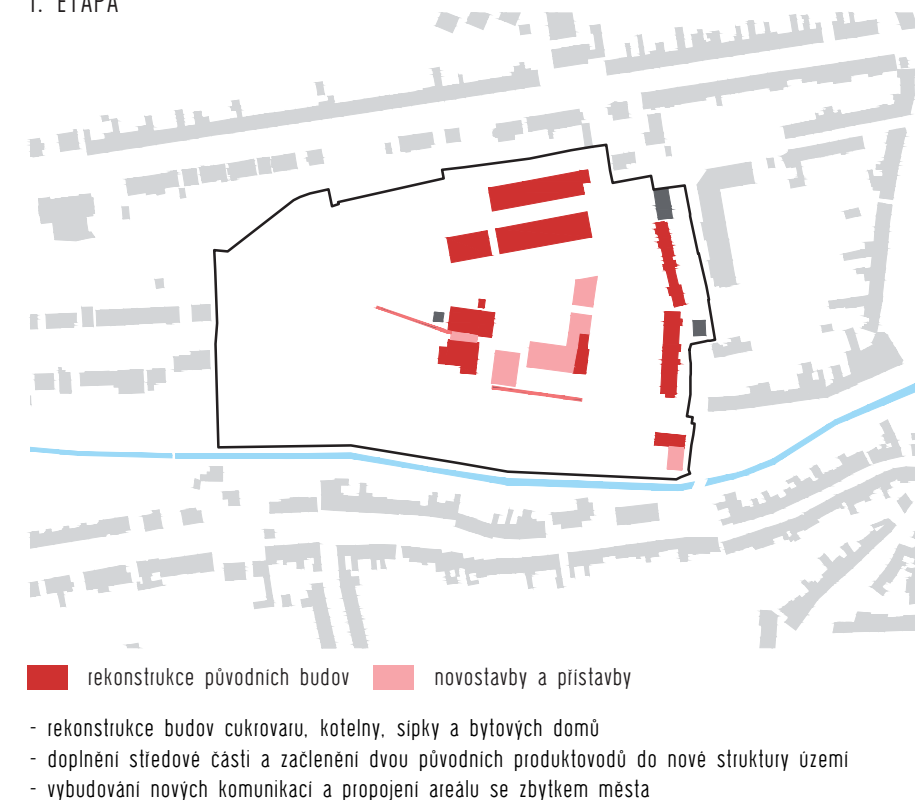 1. ETAPA
rekonstrukce původních budov novostavby a přístavby
- rekonstrukce budov cukrovaru, kotelny, sípky a bytových domů
- doplnění středové části a začlenění dvou původních produktovodů do nové struktury území
- vybudování nových komunikací a propojení areálu se zbytkem města